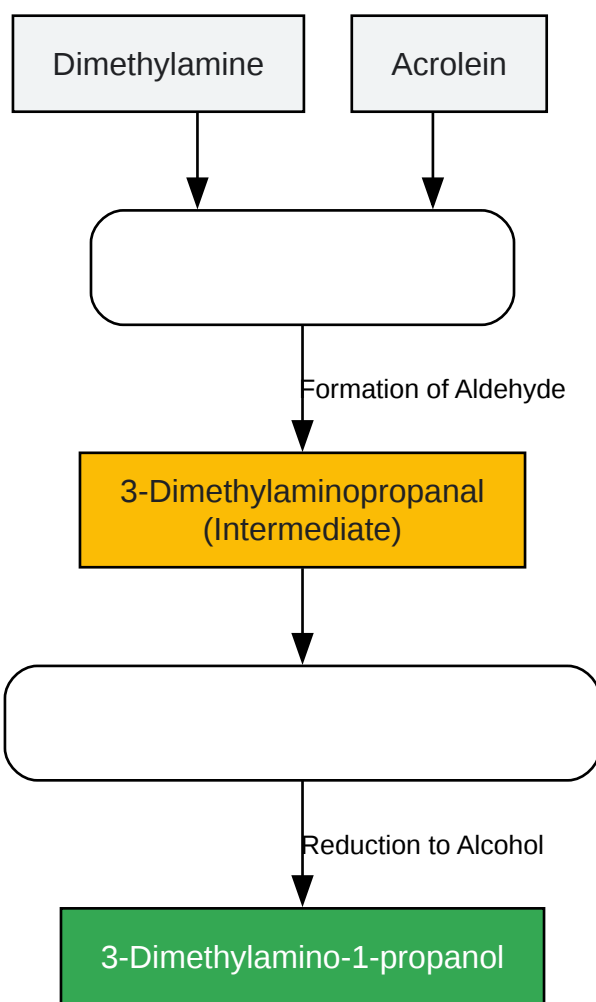 Dimethylamine
Acrolein
Formation of Aldehyde
3-Dimethylaminopropanal
(Intermediate)
Reduction to Alcohol
3-Dimethylamino-1-propanol